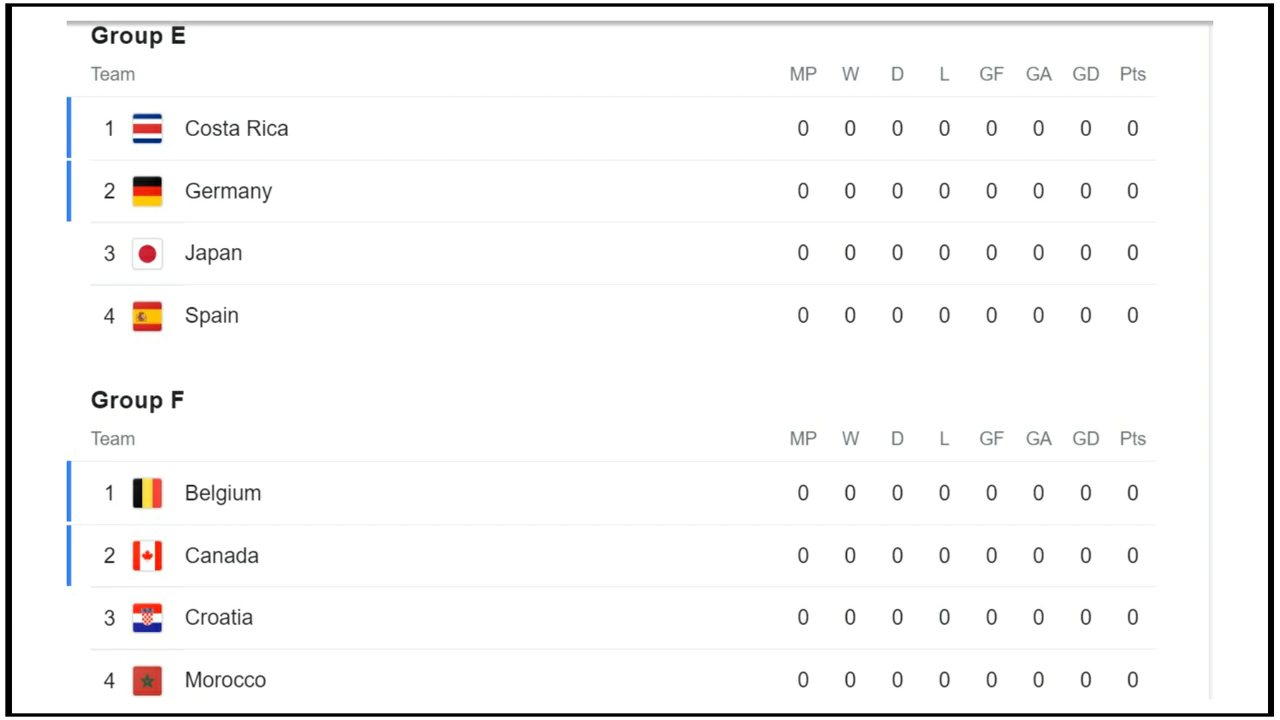 Group E
Team MP W D L GF GA GD Pts
1 Costa Rica 0 0 0 0 0 0 0 0
2 Germany 0 0 0 0 0 0 0 0
3 Japan 0 0 0 0 0 0 0 0
4 Spain 0 0 0 0 0 0 0 0
Group F
Team MP W D L GF GA GD Pts
1 Belgium 0 0 0 0 0 0 0 0
2 Canada 0 0 0 0 0 0 0 0
3 Croatia 0 0 0 0 0 0 0 0
4 Morocco 0 0 0 0 0 0 0 0